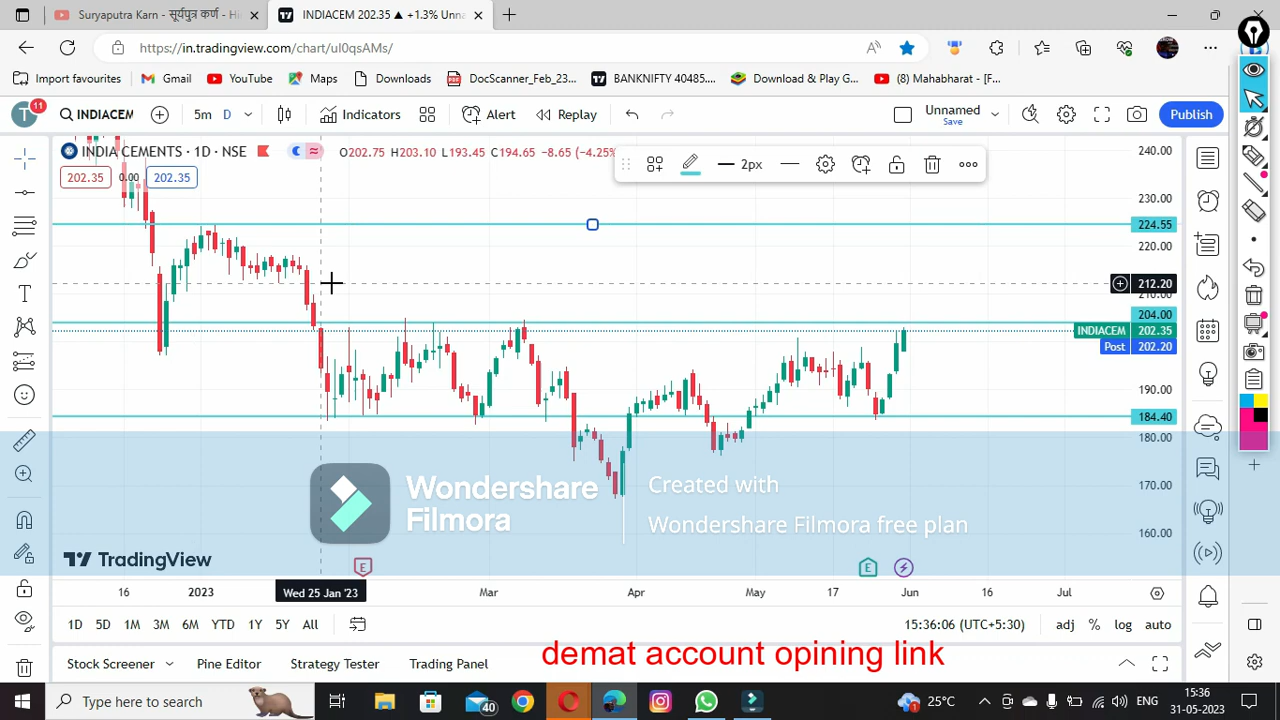 Suryaputra Karn - सूर्यपुत्र कर्ण - Hi
INDIACEM 202.35 ▲ +1.3% Unnam
https://in.tradingview.com/chart/ul0qsAMs/
Import favourites
Gmail
YouTube
Maps
Downloads
DocScanner_Feb_23...
BANKNIFTY 40485....
Download & Play G...
(8) Mahabharat - [F...
T 11
INDIACEM
5m D
Indicators
Alert
Replay
Unnamed
Save
Publish
INDIA CEMENTS · 1D · NSE
O202.75 H203.10 L193.45 C194.65 -8.65 (-4.25%
202.35 0.00 202.35
2px
240.00
230.00
224.55
220.00
212.20
210.00
204.00
INDIACEM 202.35
Post 202.20
190.00
184.40
180.00
170.00
160.00
Wondershare
Filmora
Created with
Wondershare Filmora free plan
TradingView
E
E
16 2023 Wed 25 Jan '23 Mar Apr May 17 Jun 16 Jul
1D 5D 1M 3M 6M YTD 1Y 5Y All
15:36:06 (UTC+5:30)
adj % log auto
demat account opining link
Stock Screener
Pine Editor
Strategy Tester
Trading Panel
Type here to search
40
25°C
ENG
15:36
31-05-2023